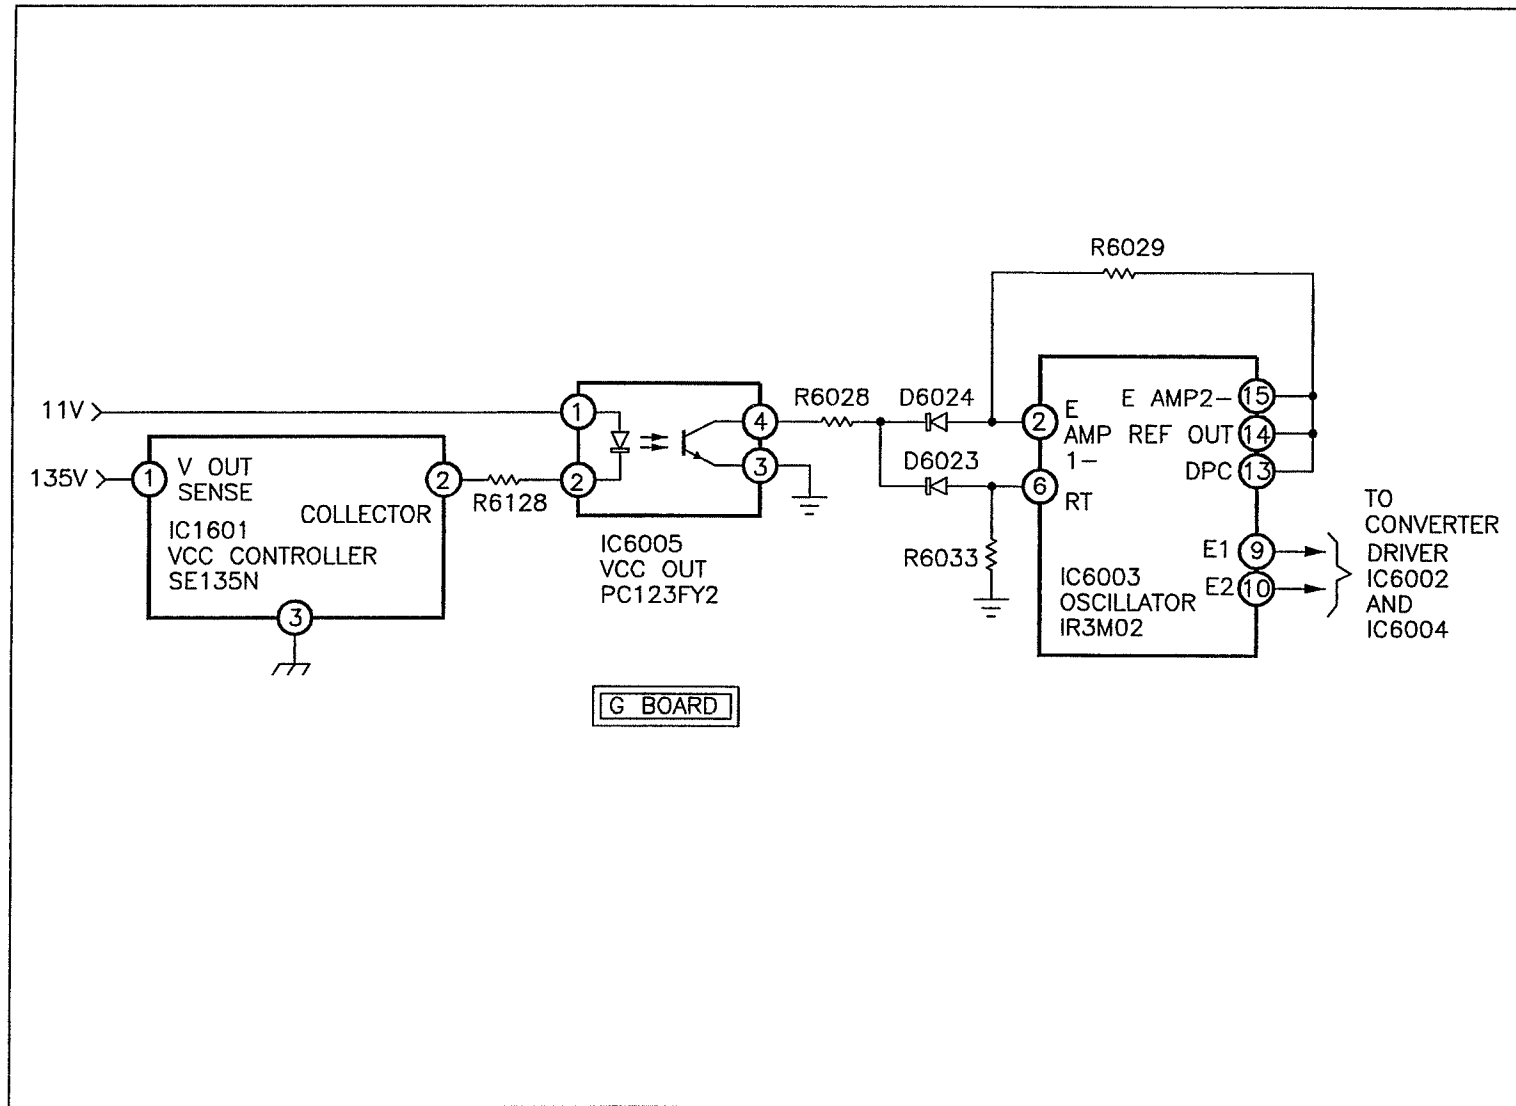 R6029
11V
135V
1
V OUT
SENSE
2
COLLECTOR
IC1601
VCC CONTROLLER
SE135N
3
R6128
1
2
4
3
IC6005
VCC OUT
PC123FY2
R6028
D6024
D6023
R6033
2
E
AMP
1-
6
RT
E AMP2-
15
REF OUT
14
DPC
13
E1
9
E2
10
IC6003
OSCILLATOR
IR3M02
TO
CONVERTER
DRIVER
IC6002
AND
IC6004
G BOARD